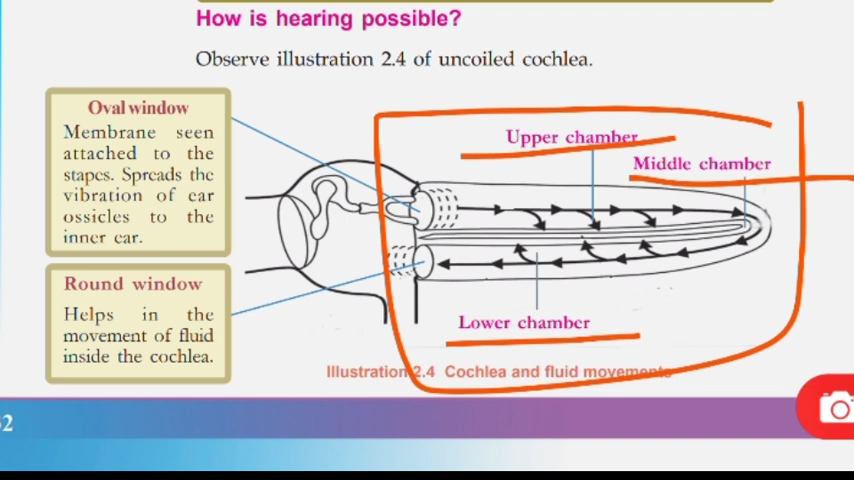 How is hearing possible?
Observe illustration 2.4 of uncoiled cochlea.
Oval window
Membrane seen
attached to the
stapes. Spreads the
vibration of ear
ossicles to the
inner ear.
Upper chamber
Middle chamber
Round window
Helps in the
movement of fluid
inside the cochlea.
Lower chamber
Illustration 2.4 Cochlea and fluid movements